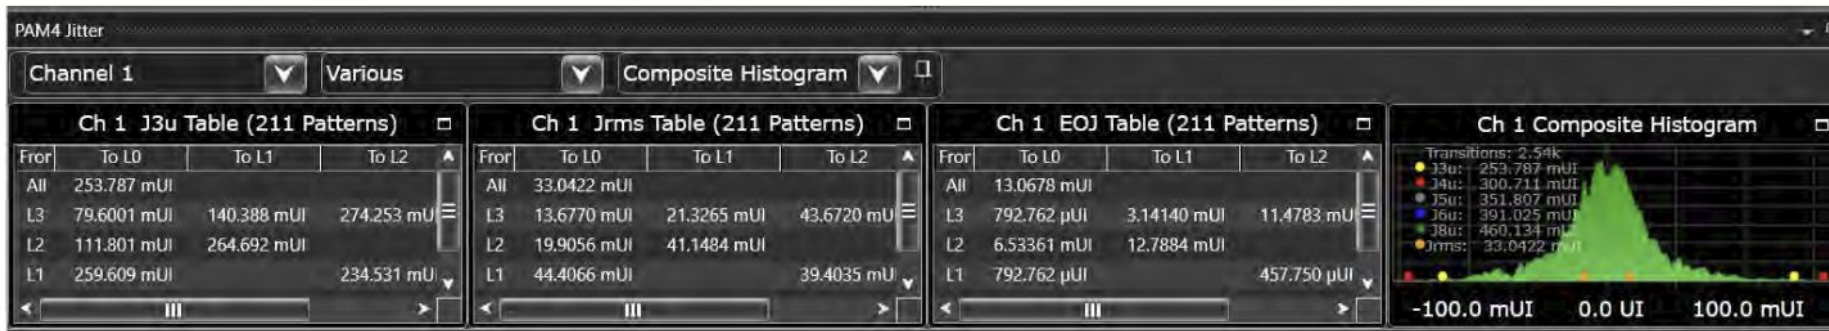 PAM4 Jitter
Channel 1 Various Composite Histogram
Ch 1 J3u Table (211 Patterns)
Fror To L0 To L1 To L2
All 253.787 mUI
L3 79.6001 mUI 140.388 mUI 274.253 mUI
L2 111.801 mUI 264.692 mUI
L1 259.609 mUI 234.531 mUI
Ch 1 Jrms Table (211 Patterns)
Fror To L0 To L1 To L2
All 33.0422 mUI
L3 13.6770 mUI 21.3265 mUI 43.6720 mU
L2 19.9056 mUI 41.1484 mUI
L1 44.4066 mUI 39.4035 mU
Ch 1 EOJ Table (211 Patterns)
Fror To L0 To L1 To L2
All 13.0678 mUI
L3 792.762 µUI 3.14140 mUI 11.4783 mU
L2 6.53361 mUI 12.7884 mUI
L1 792.762 µUI 457.750 µUI
Ch 1 Composite Histogram
Transitions: 2.54k
J3u: 253.787 mUI
J4u: 300.711 mUI
J5u: 351.807 mUI
J6u: 391.025 mUI
J8u: 460.134 mUI
Jrms: 33.0422 mUI
-100.0 mUI 0.0 UI 100.0 mUI